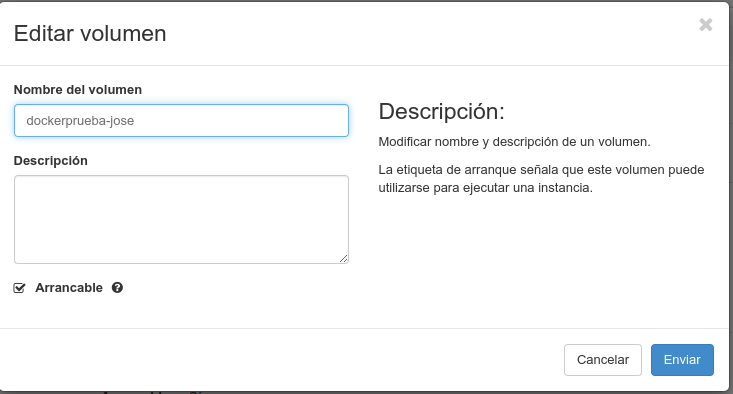 Editar volumen
×
Nombre del volumen
dockerprueba-jose
Descripción
Arrancable ?
Descripción:
Modificar nombre y descripción de un volumen.
La etiqueta de arranque señala que este volumen puede
utilizarse para ejecutar una instancia.
Cancelar
Enviar